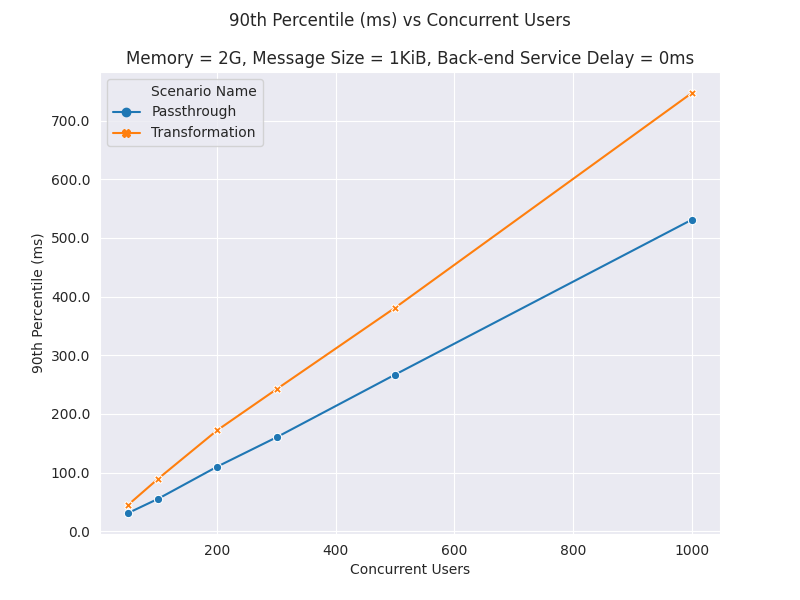 90th Percentile (ms) vs Concurrent Users
Memory = 2G, Message Size = 1KiB, Back-end Service Delay = 0ms
Scenario Name
Passthrough
Transformation
700.0
600.0
500.0
400.0
300.0
200.0
100.0
0.0
90th Percentile (ms)
200 400 600 800 1000
Concurrent Users